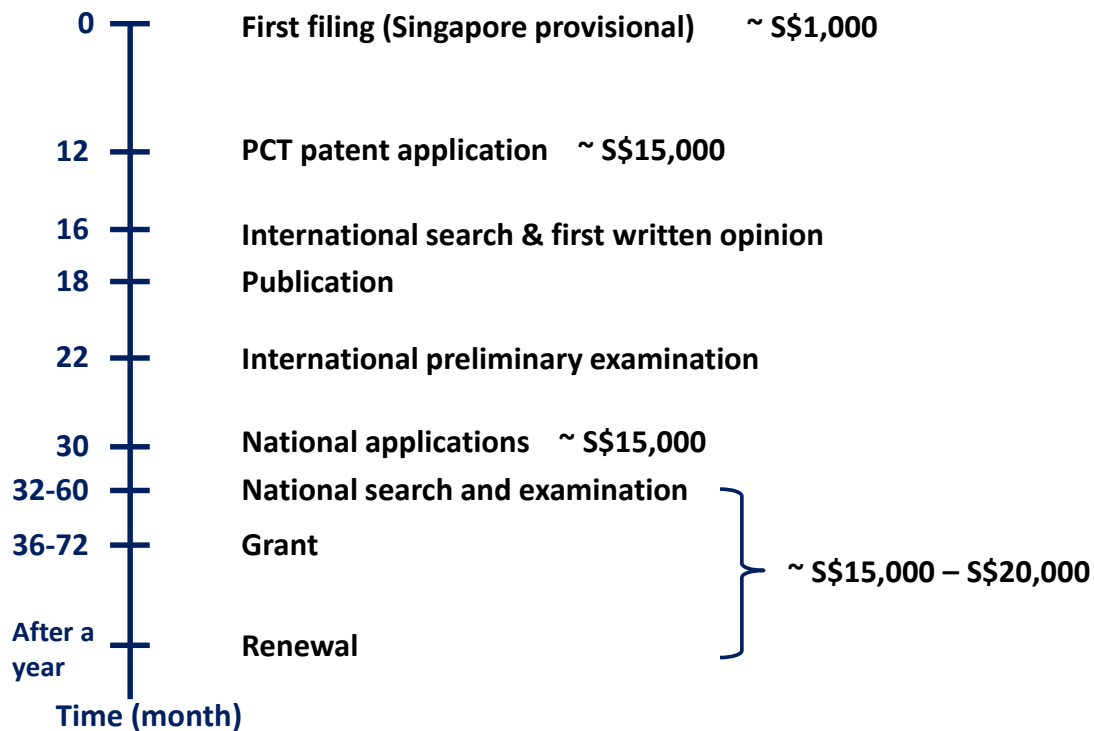 0 First filing (Singapore provisional) ~ S$1,000
12 PCT patent application ~ S$15,000
16 International search & first written opinion
18 Publication
22 International preliminary examination
30 National applications ~ S$15,000
32-60 National search and examination
36-72 Grant
~ S$15,000 – S$20,000
After a
year
Renewal
Time (month)